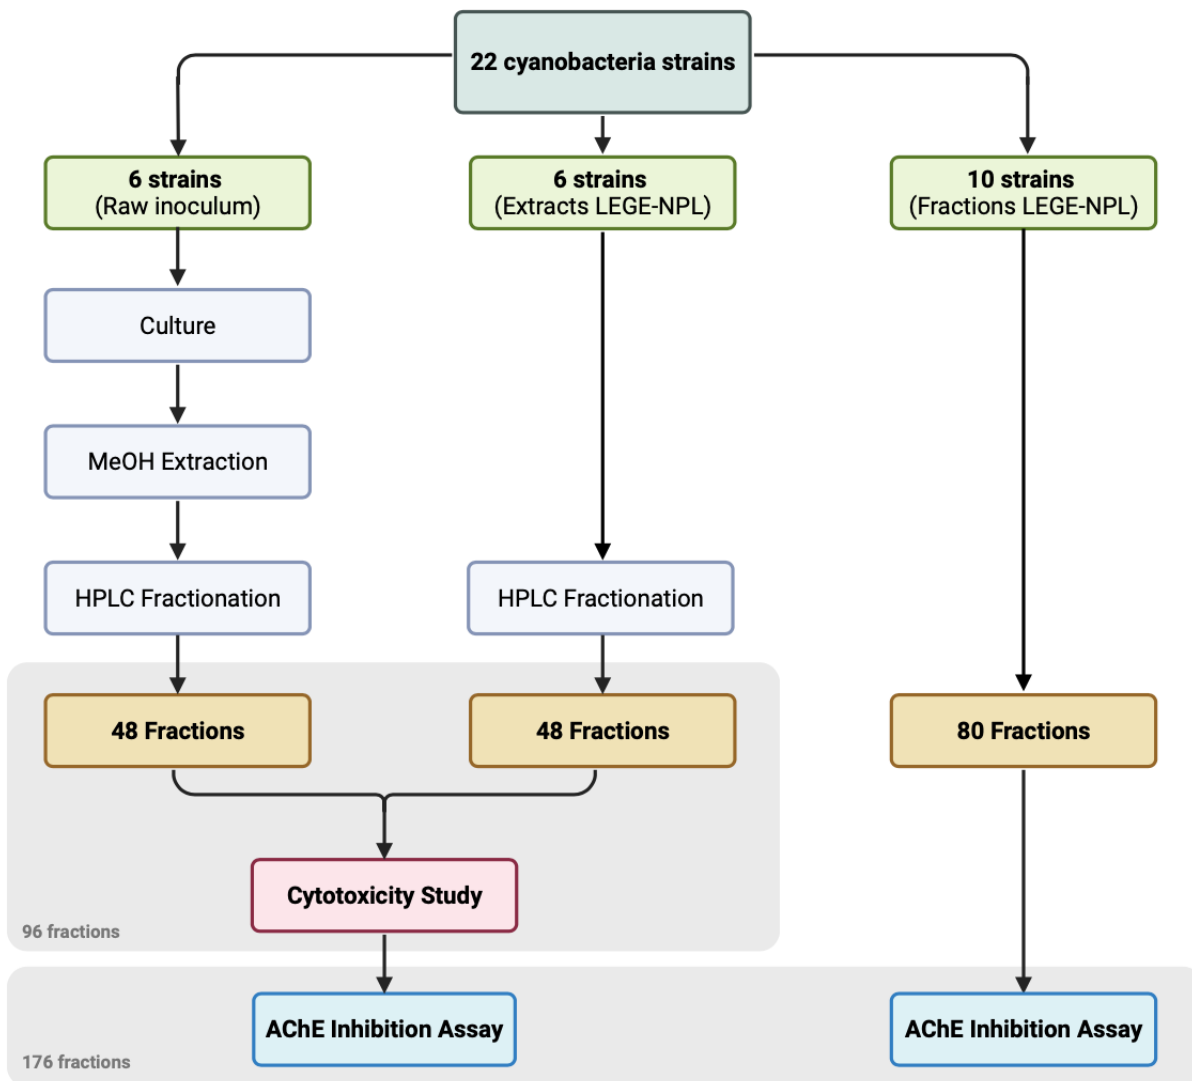 22 cyanobacteria strains
6 strains
(Raw inoculum)
6 strains
(Extracts LEGE-NPL)
10 strains
(Fractions LEGE-NPL)
Culture
MeOH Extraction
HPLC Fractionation
HPLC Fractionation
48 Fractions
48 Fractions
80 Fractions
Cytotoxicity Study
96 fractions
AChE Inhibition Assay
AChE Inhibition Assay
176 fractions